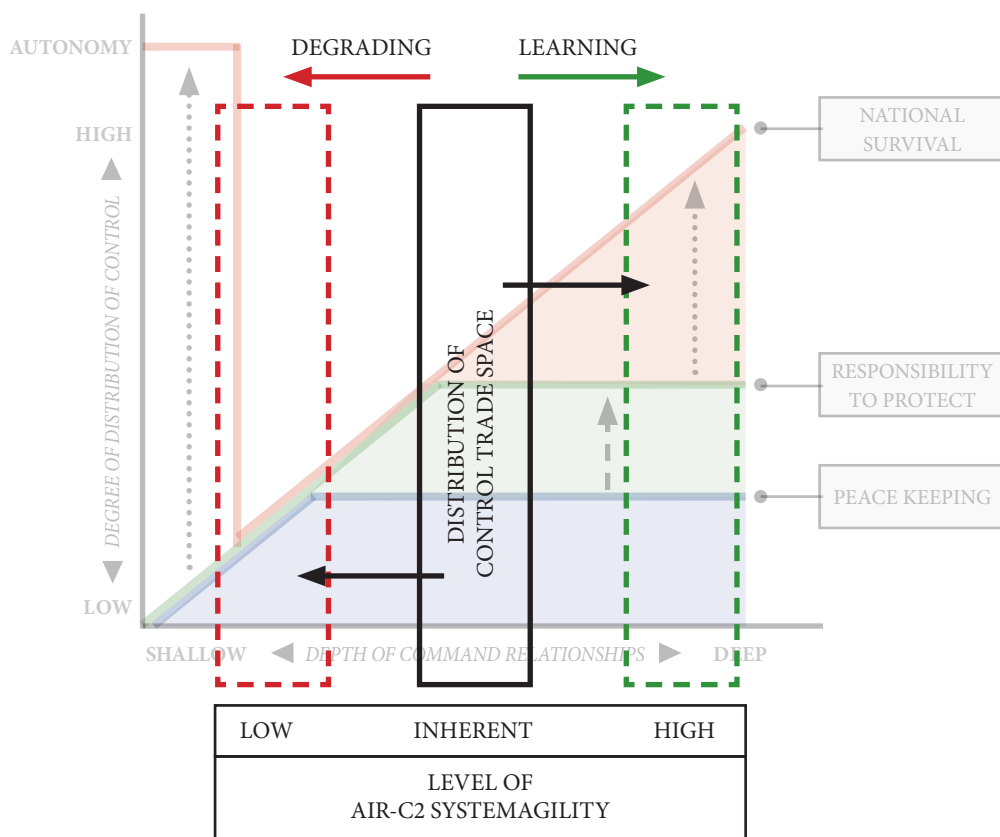 AUTONOMY
DEGRADING
LEARNING
HIGH
NATIONAL
SURVIVAL
DEGREE OF DISTRIBUTION OF CONTROL
DISTRIBUTION OF
CONTROL TRADE SPACE
RESPONSIBILITY
TO PROTECT
PEACE KEEPING
LOW
SHALLOW
DEPTH OF COMMAND RELATIONSHIPS
DEEP
LOW
INHERENT
HIGH
LEVEL OF
AIR-C2 SYSTEMAGILITY